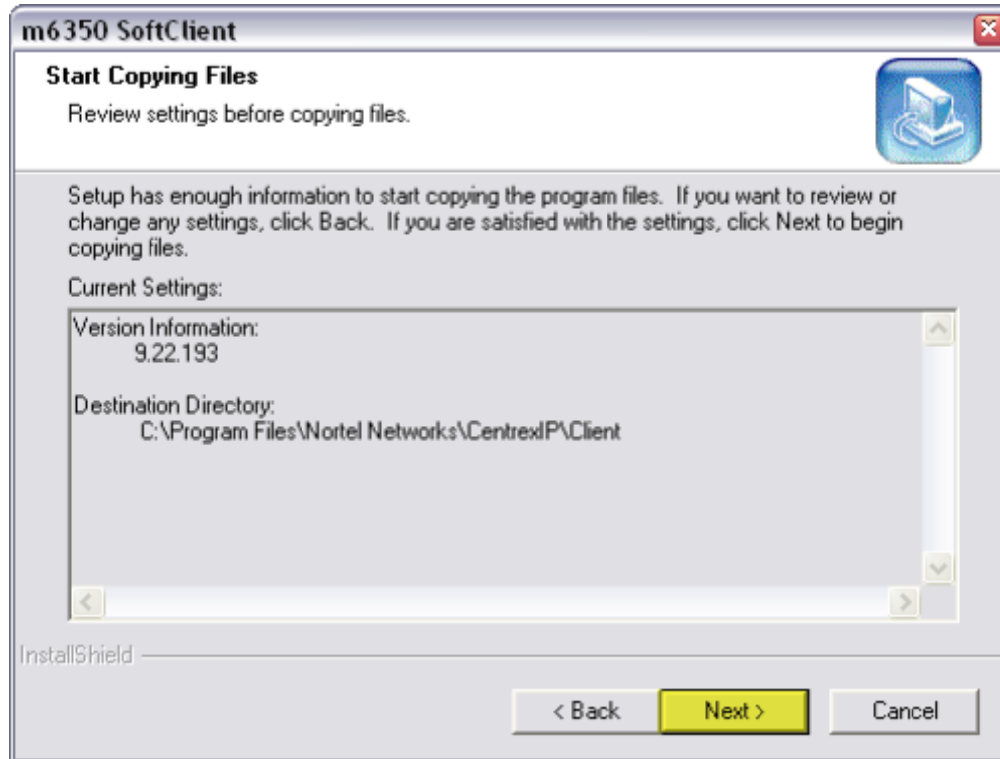 m6350 SoftClient
Start Copying Files
Review settings before copying files.
Setup has enough information to start copying the program files.  If you want to review or
change any settings, click Back.  If you are satisfied with the settings, click Next to begin
copying files.
Current Settings:
Version Information:
9.22.193
Destination Directory:
C:\Program Files\Nortel Networks\CentrexIP\Client
InstallShield
< Back
Next >
Cancel